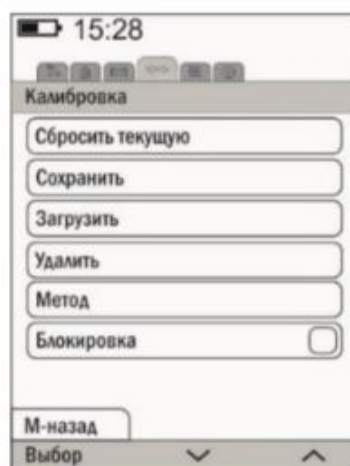 15:28
Калибровка
Сбросить текущую
Сохранить
Загрузить
Удалить
Метод
Блокировка
М-назад
Выбор